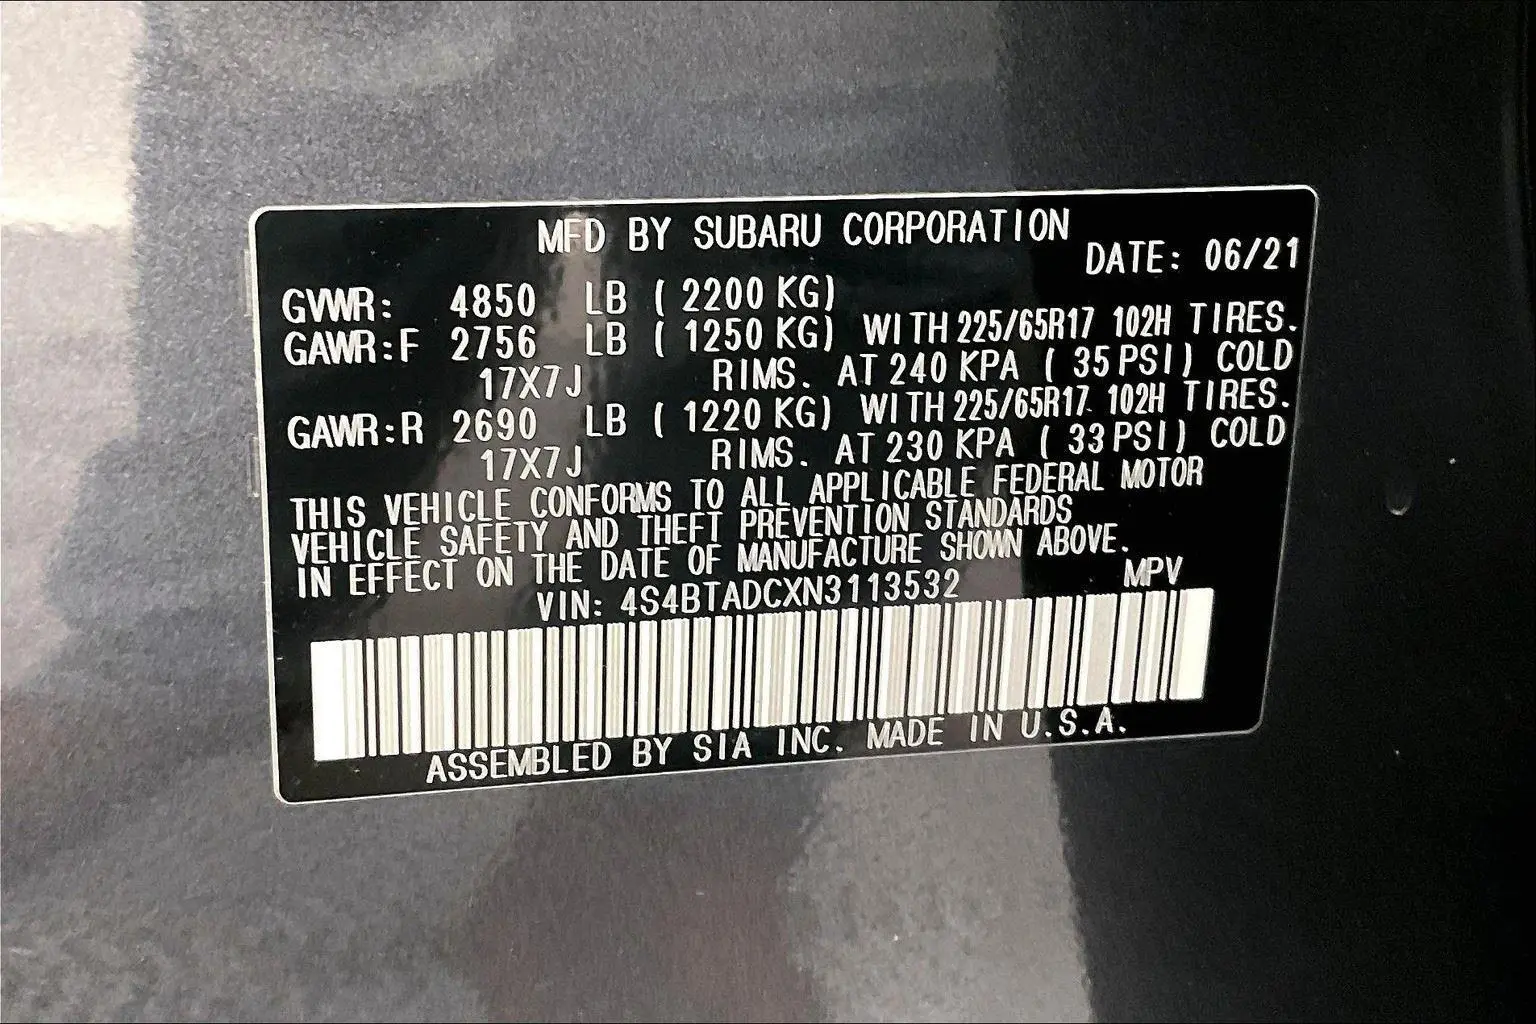 MFD BY SUBARU CORPORATION
DATE: 06/21
GVWR: 4850 LB ( 2200 KG)
GAWR:F 2756 LB ( 1250 KG) WITH 225/65R17 102H TIRES.
17X7J RIMS. AT 240 KPA ( 35 PSI) COLD
GAWR:R 2690 LB ( 1220 KG) WITH 225/65R17 102H TIRES.
17X7J RIMS. AT 230 KPA ( 33 PSI) COLD
THIS VEHICLE CONFORMS TO ALL APPLICABLE FEDERAL MOTOR
VEHICLE SAFETY AND THEFT PREVENTION STANDARDS
IN EFFECT ON THE DATE OF MANUFACTURE SHOWN ABOVE.
VIN: 4S4BTADCXN3113532 MPV
ASSEMBLED BY SIA INC. MADE IN U.S.A.